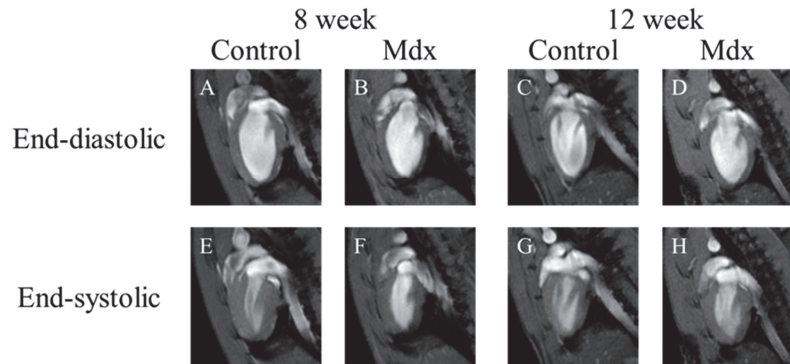 8 week 12 week
Control Mdx Control Mdx
A B C D
End-diastolic
E F G H
End-systolic